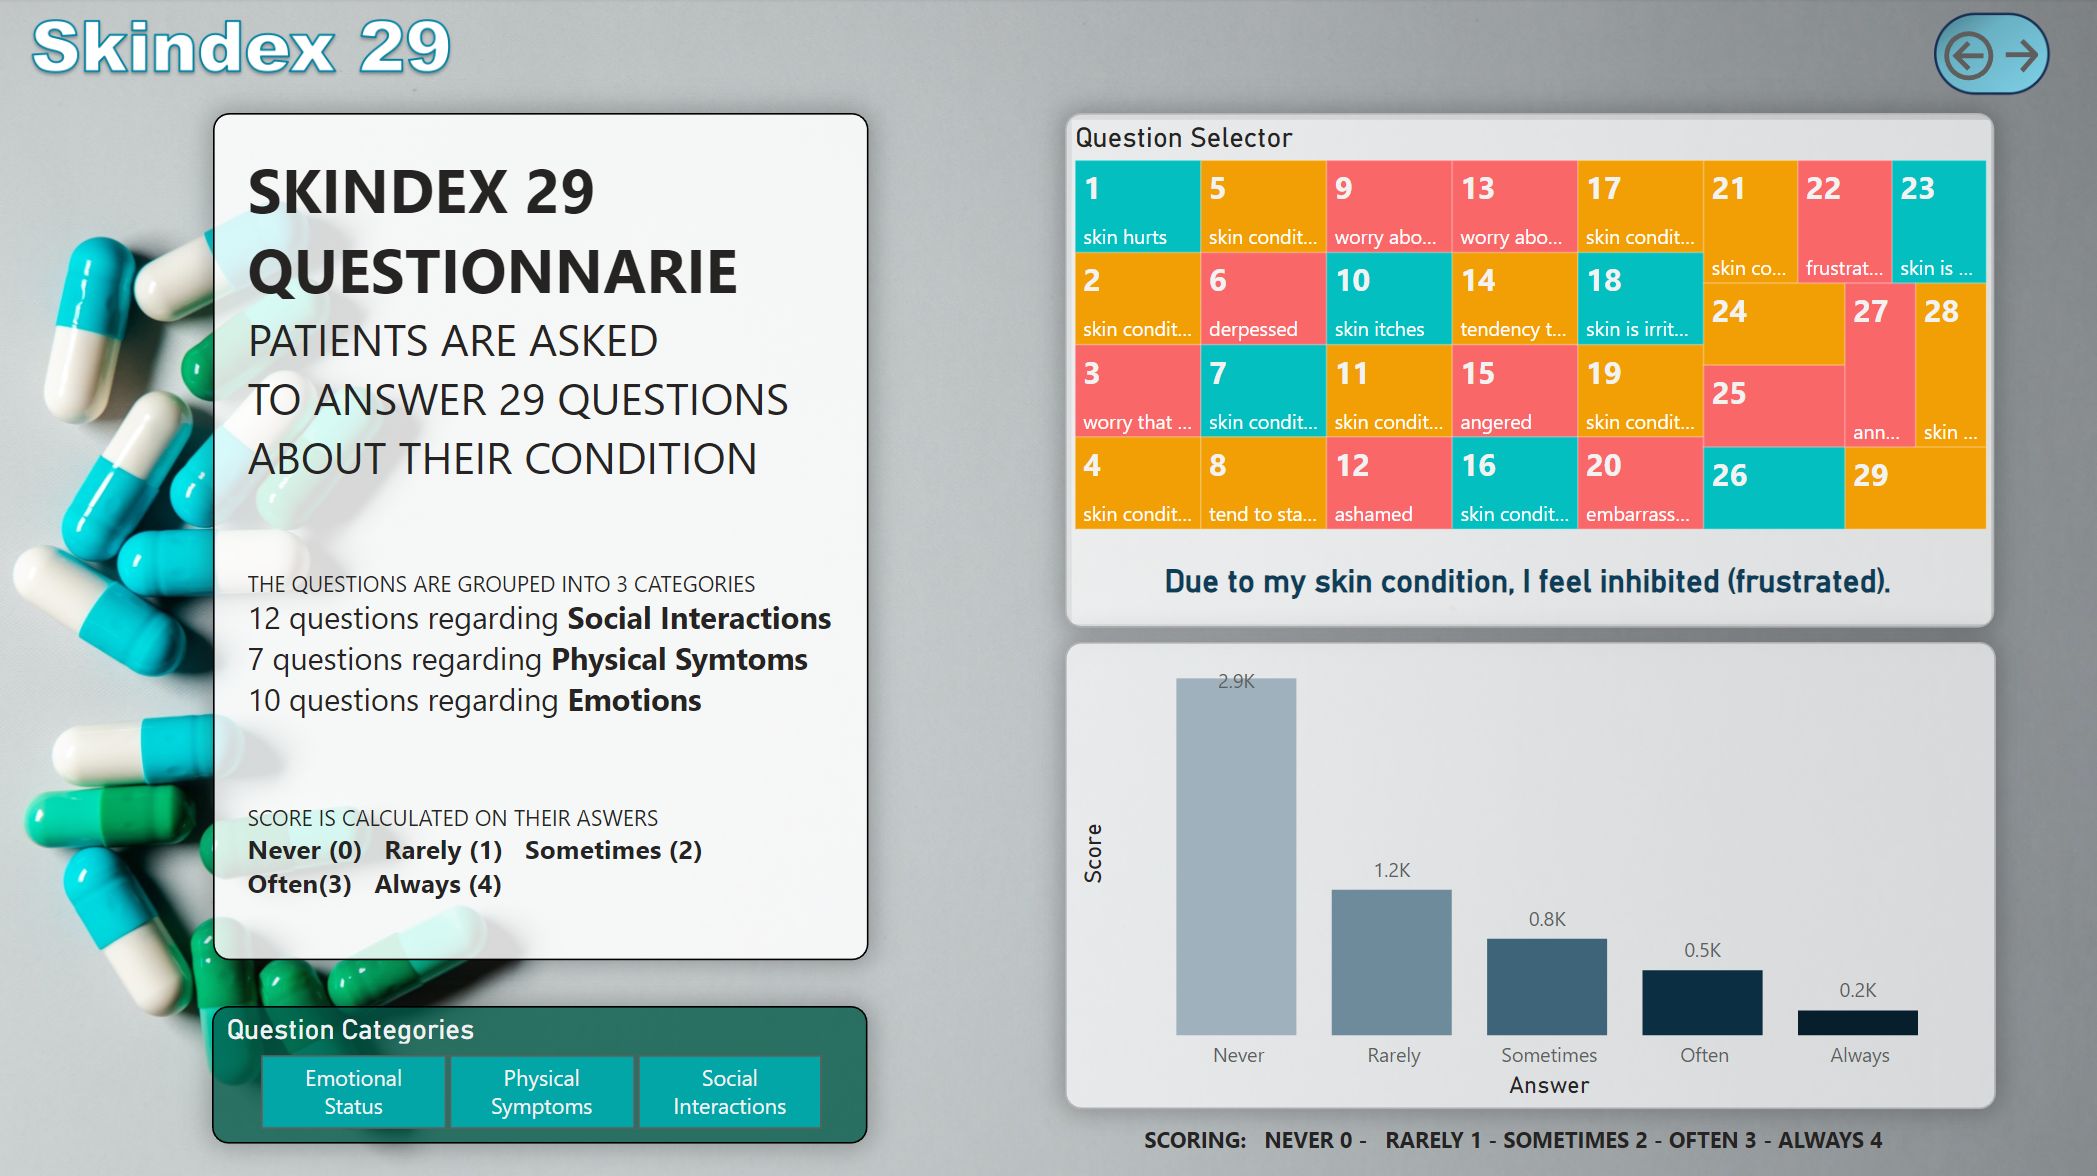 Skindex 29
SKINDEX 29
QUESTIONNARIE
PATIENTS ARE ASKED
TO ANSWER 29 QUESTIONS
ABOUT THEIR CONDITION
THE QUESTIONS ARE GROUPED INTO 3 CATEGORIES
12 questions regarding Social Interactions
7 questions regarding Physical Symtoms
10 questions regarding Emotions
SCORE IS CALCULATED ON THEIR ASWERS
Never (0) Rarely (1) Sometimes (2)
Often(3) Always (4)
Question Categories
Emotional
Status
Physical
Symptoms
Social
Interactions
Question Selector
1
skin hurts
5
skin condit...
9
worry abo...
13
worry abo...
17
skin condit...
21
skin co...
22
frustrat...
23
skin is ...
2
skin condit...
6
derpessed
10
skin itches
14
tendency t...
18
skin is irrit...
24
27
ann...
28
skin ...
3
worry that ...
7
skin condit...
11
skin condit...
15
angered
19
skin condit...
25
4
skin condit...
8
tend to sta...
12
ashamed
16
skin condit...
20
embarrass...
26
29
Due to my skin condition, I feel inhibited (frustrated).
Score
2.9K
1.2K
0.8K
0.5K
0.2K
Never Rarely Sometimes Often Always
Answer
SCORING: NEVER 0 - RARELY 1 - SOMETIMES 2 - OFTEN 3 - ALWAYS 4